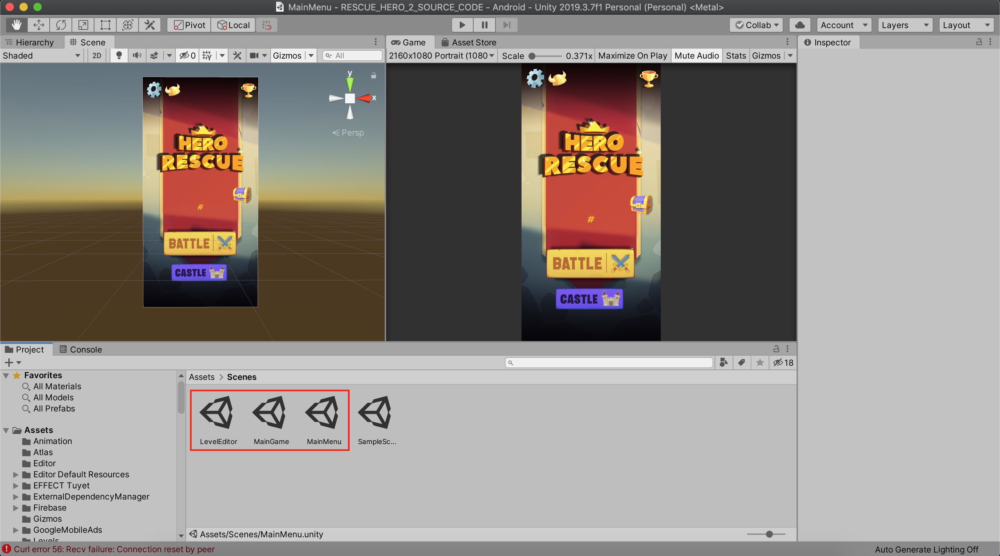 MainMenu - RESCUE_HERO_2_SOURCE_CODE - Android - Unity 2019.3.7f1 Personal (Personal) <Metal>
Pivot Local Collab Account Layers Layout
Hierarchy Scene Game Asset Store Inspector
Shaded 2D 0 Gizmos All 2160x1080 Portrait (1080 Scale 0.371x Maximize On Play Mute Audio Stats Gizmos
y
x
Persp
HERO
RESCUE
#
BATTLE
CASTLE
HERO
RESCUE
#
BATTLE
CASTLE
Project Console
18
Favorites
All Materials
All Models
All Prefabs
Assets
Animation
Atlas
Editor
Editor Default Resources
EFFECT Tuyet
ExternalDependencyManager
Firebase
Gizmos
GoogleMobileAds
Levels
Assets > Scenes
LevelEditor MainGame MainMenu SampleSc...
Assets/Scenes/MainMenu.unity
Curl error 56: Recv failure: Connection reset by peer
Auto Generate Lighting Off